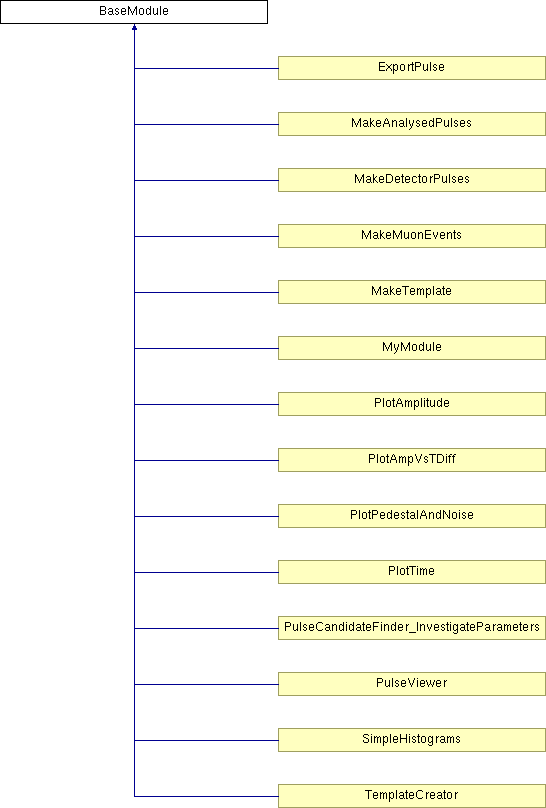 BaseModule
ExportPulse
MakeAnalysedPulses
MakeDetectorPulses
MakeMuonEvents
MakeTemplate
MyModule
PlotAmplitude
PlotAmpVsTDiff
PlotPedestalAndNoise
PlotTime
PulseCandidateFinder_InvestigateParameters
PulseViewer
SimpleHistograms
TemplateCreator